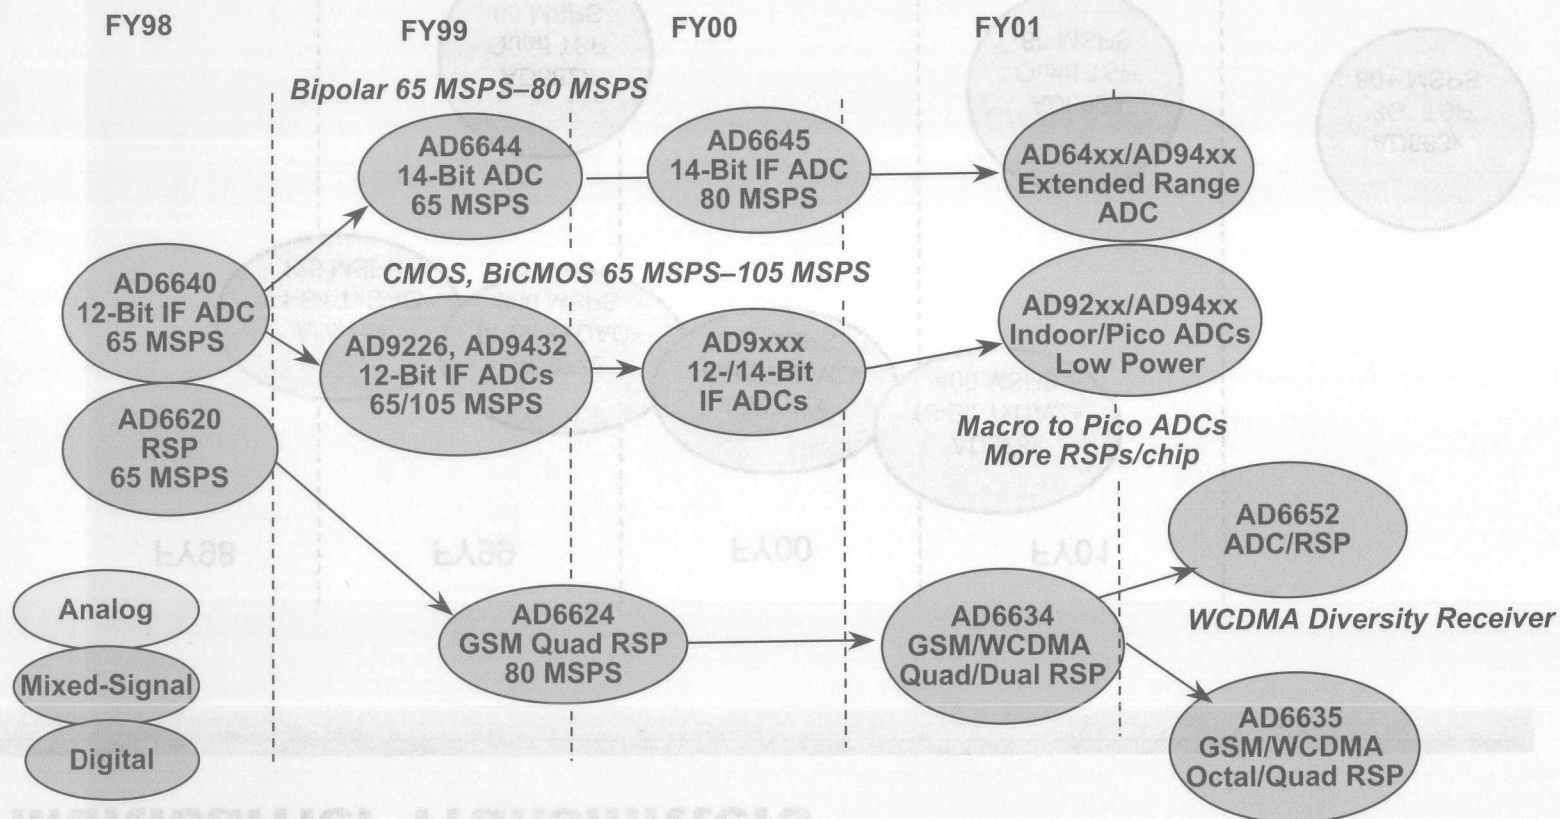 FY98
FY99
FY00
FY01
Bipolar 65 MSPS–80 MSPS
AD6644
14-Bit ADC
65 MSPS
AD6645
14-Bit IF ADC
80 MSPS
AD64xx/AD94xx
Extended Range
ADC
AD6640
12-Bit IF ADC
65 MSPS
CMOS, BiCMOS 65 MSPS–105 MSPS
AD9226, AD9432
12-Bit IF ADCs
65/105 MSPS
AD9xxx
12-/14-Bit
IF ADCs
AD92xx/AD94xx
Indoor/Pico ADCs
Low Power
AD6620
RSP
65 MSPS
Macro to Pico ADCs
More RSPs/chip
AD6652
ADC/RSP
WCDMA Diversity Receiver
AD6624
GSM Quad RSP
80 MSPS
AD6634
GSM/WCDMA
Quad/Dual RSP
AD6635
GSM/WCDMA
Octal/Quad RSP
Analog
Mixed-Signal
Digital